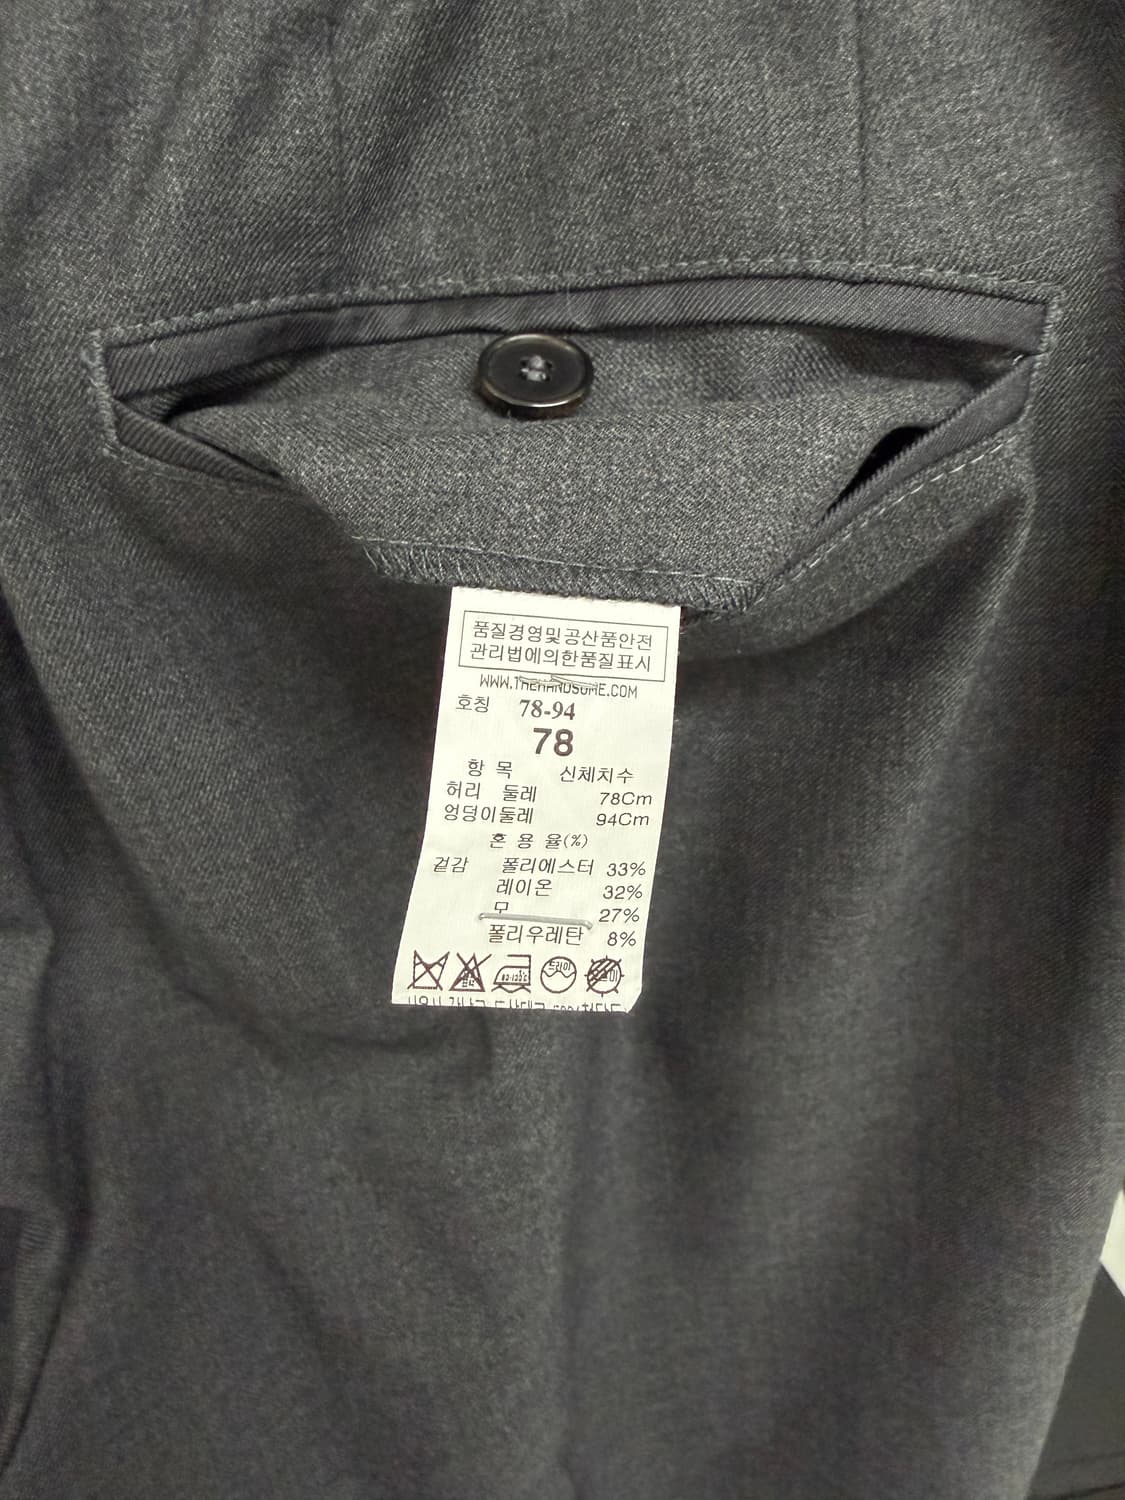 품질경영및공산품안전
관리법에의한품질표시
WWW.THEHANDSOME.COM
호칭 78-94
78
항 목 신체치수
허리 둘레 78Cm
엉덩이둘레 94Cm
혼 용 율(%)
겉감 폴리에스터 33%
레이온 32%
모 27%
폴리우레탄 8%
드라이